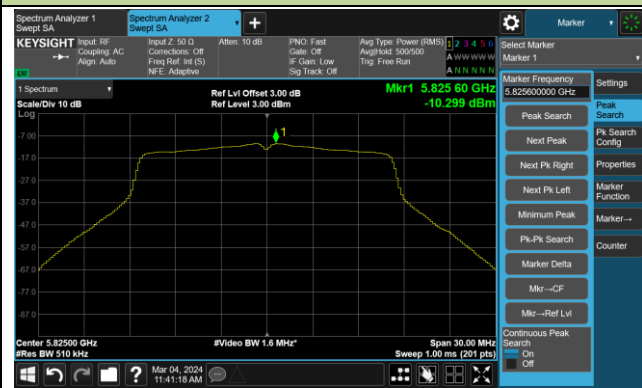 Spectrum Analyzer 1
Swept SA
Spectrum Analyzer 2
Swept SA
Marker
KEYSIGHT
Input: RF
Coupling: AC
Align: Auto
Input Z: 50 Ω
Corrections: Off
Freq Ref: Int (S)
NFE: Adaptive
Atten: 10 dB
PNO: Fast
Gate: Off
IF Gain: Low
Sig Track: Off
Avg Type: Power (RMS)
Avg|Hold: 500/500
Trig: Free Run
1 2 3 4 5 6
A W W W W W
A N N N N N
Select Marker
Marker 1
1 Spectrum
Scale/Div 10 dB
Log
Ref Lvl Offset 3.00 dB
Ref Level 3.00 dBm
Mkr1 5.825 60 GHz
-10.299 dBm
1
-7.00
-17.0
-27.0
-37.0
-47.0
-57.0
-67.0
-77.0
-87.0
Center 5.82500 GHz
#Res BW 510 kHz
#Video BW 1.6 MHz*
Span 30.00 MHz
Sweep 1.00 ms (201 pts)
Marker Frequency
5.825600000 GHz
Peak Search
Next Peak
Next Pk Right
Next Pk Left
Minimum Peak
Pk-Pk Search
Marker Delta
Mkr→CF
Mkr→Ref Lvl
Continuous Peak
Search
On
Off
Settings
Peak
Search
Pk Search
Config
Properties
Marker
Function
Marker→
Counter
?
Mar 04, 2024
11:41:18 AM